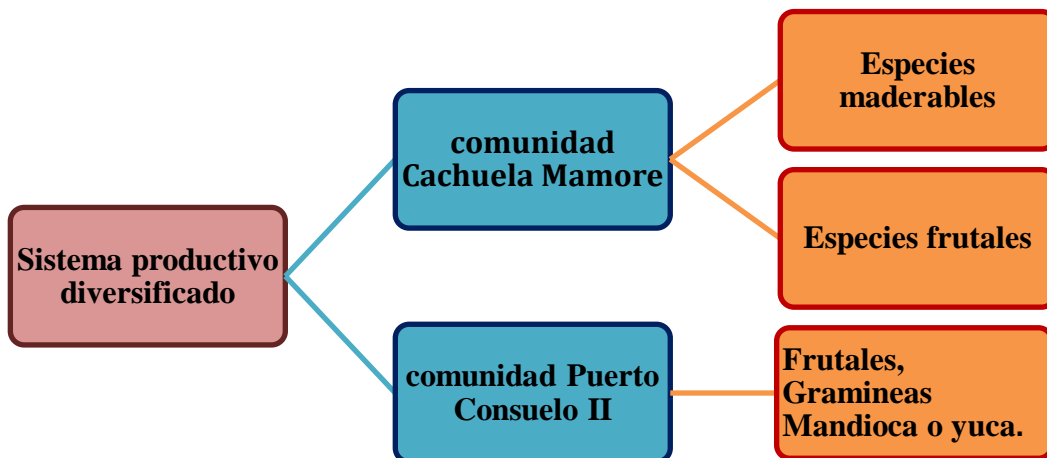 Sistema productivo
diversificado
comunidad
Cachuela Mamore
Especies
maderables
Especies frutales
comunidad Puerto
Consuelo II
Frutales,
Gramineas
Mandioca o yuca.